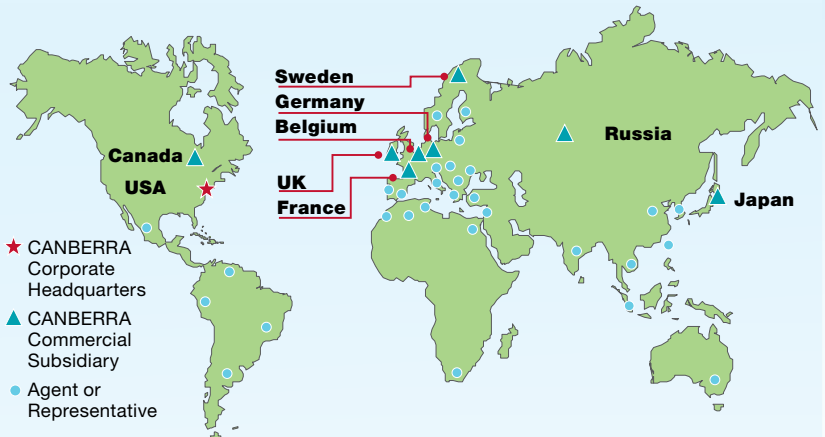 Sweden
Germany
Belgium
UK
France
Canada
USA
Russia
Japan
CANBERRA
Corporate
Headquarters
CANBERRA
Commercial
Subsidiary
Agent or
Representative